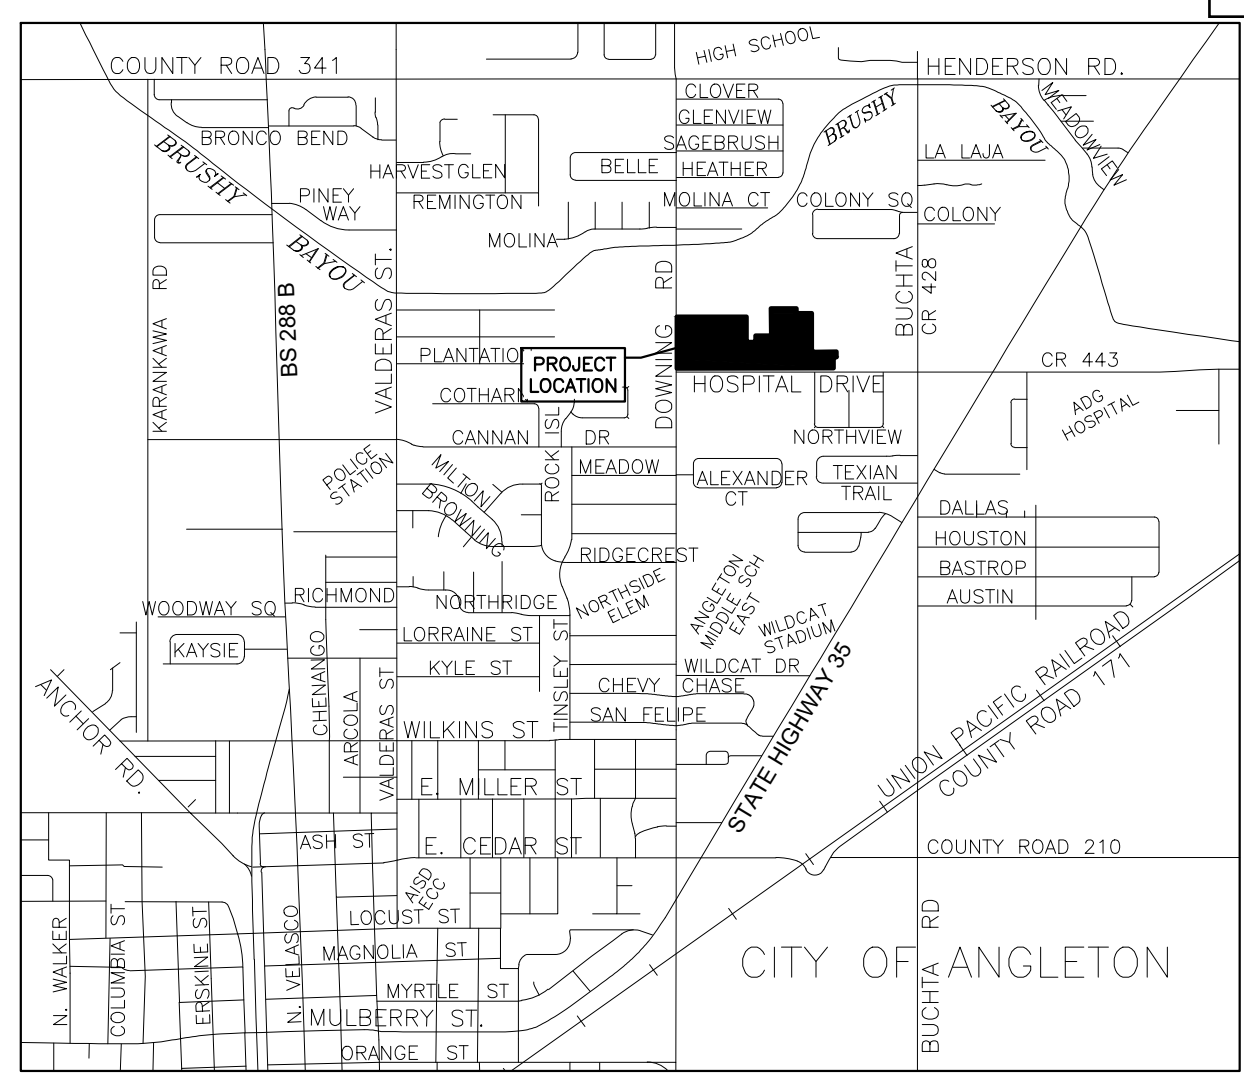 HIGH SCHOOL
COUNTY ROAD 341
HENDERSON RD.
CLOVER
GLENVIEW
SAGEBRUSH
HEATHER
BELLE
BRUSHY
BAYOU
MEADOWVIEW
BRONCO BEND
BRUSHY
BAYOU
HARVEST GLEN
REMINGTON
PINEY
WAY
MOLINA CT
MOLINA
COLONY SQ
LA LAJA
COLONY
KARANKAWA RD
BS 288 B
VALDERAS ST.
DOWNING RD
BUCHTA
CR 428
PLANTATIO
PROJECT
LOCATION
COTHARN
HOSPITAL DRIVE
CR 443
ADG
HOSPITAL
CANNAN DR
ROCK ISL
NORTHVIEW
POLICE
STATION
MILTON
BROWNING
MEADOW
ALEXANDER
CT
TEXIAN
TRAIL
DALLAS
HOUSTON
BASTROP
AUSTIN
RIDGECREST
NORTHSIDE
ELEM
ANGLETON
MIDDLE SCH
EAST
WILDCAT
STADIUM
RICHMOND
NORTHRIDGE
WOODWAY SQ
KAYSIE
LORRAINE ST
KYLE ST
TINSLEY ST
WILDCAT DR
CHEVY CHASE
SAN FELIPE
STATE HIGHWAY 35
UNION PACIFIC RAILROAD
COUNTY ROAD 171
ANCHOR RD.
CHENANGO
ARCOLA
VALDERAS ST
WILKINS ST
E. MILLER ST
E. CEDAR ST
ASH ST
COUNTY ROAD 210
AISD
ECC
LOCUST ST
MAGNOLIA ST
MYRTLE ST
MULBERRY ST.
ORANGE ST
N. WALKER
COLUMBIA ST
ERSKINE ST
N. VELASCO
CITY OF ANGLETON
BUCHTA RD